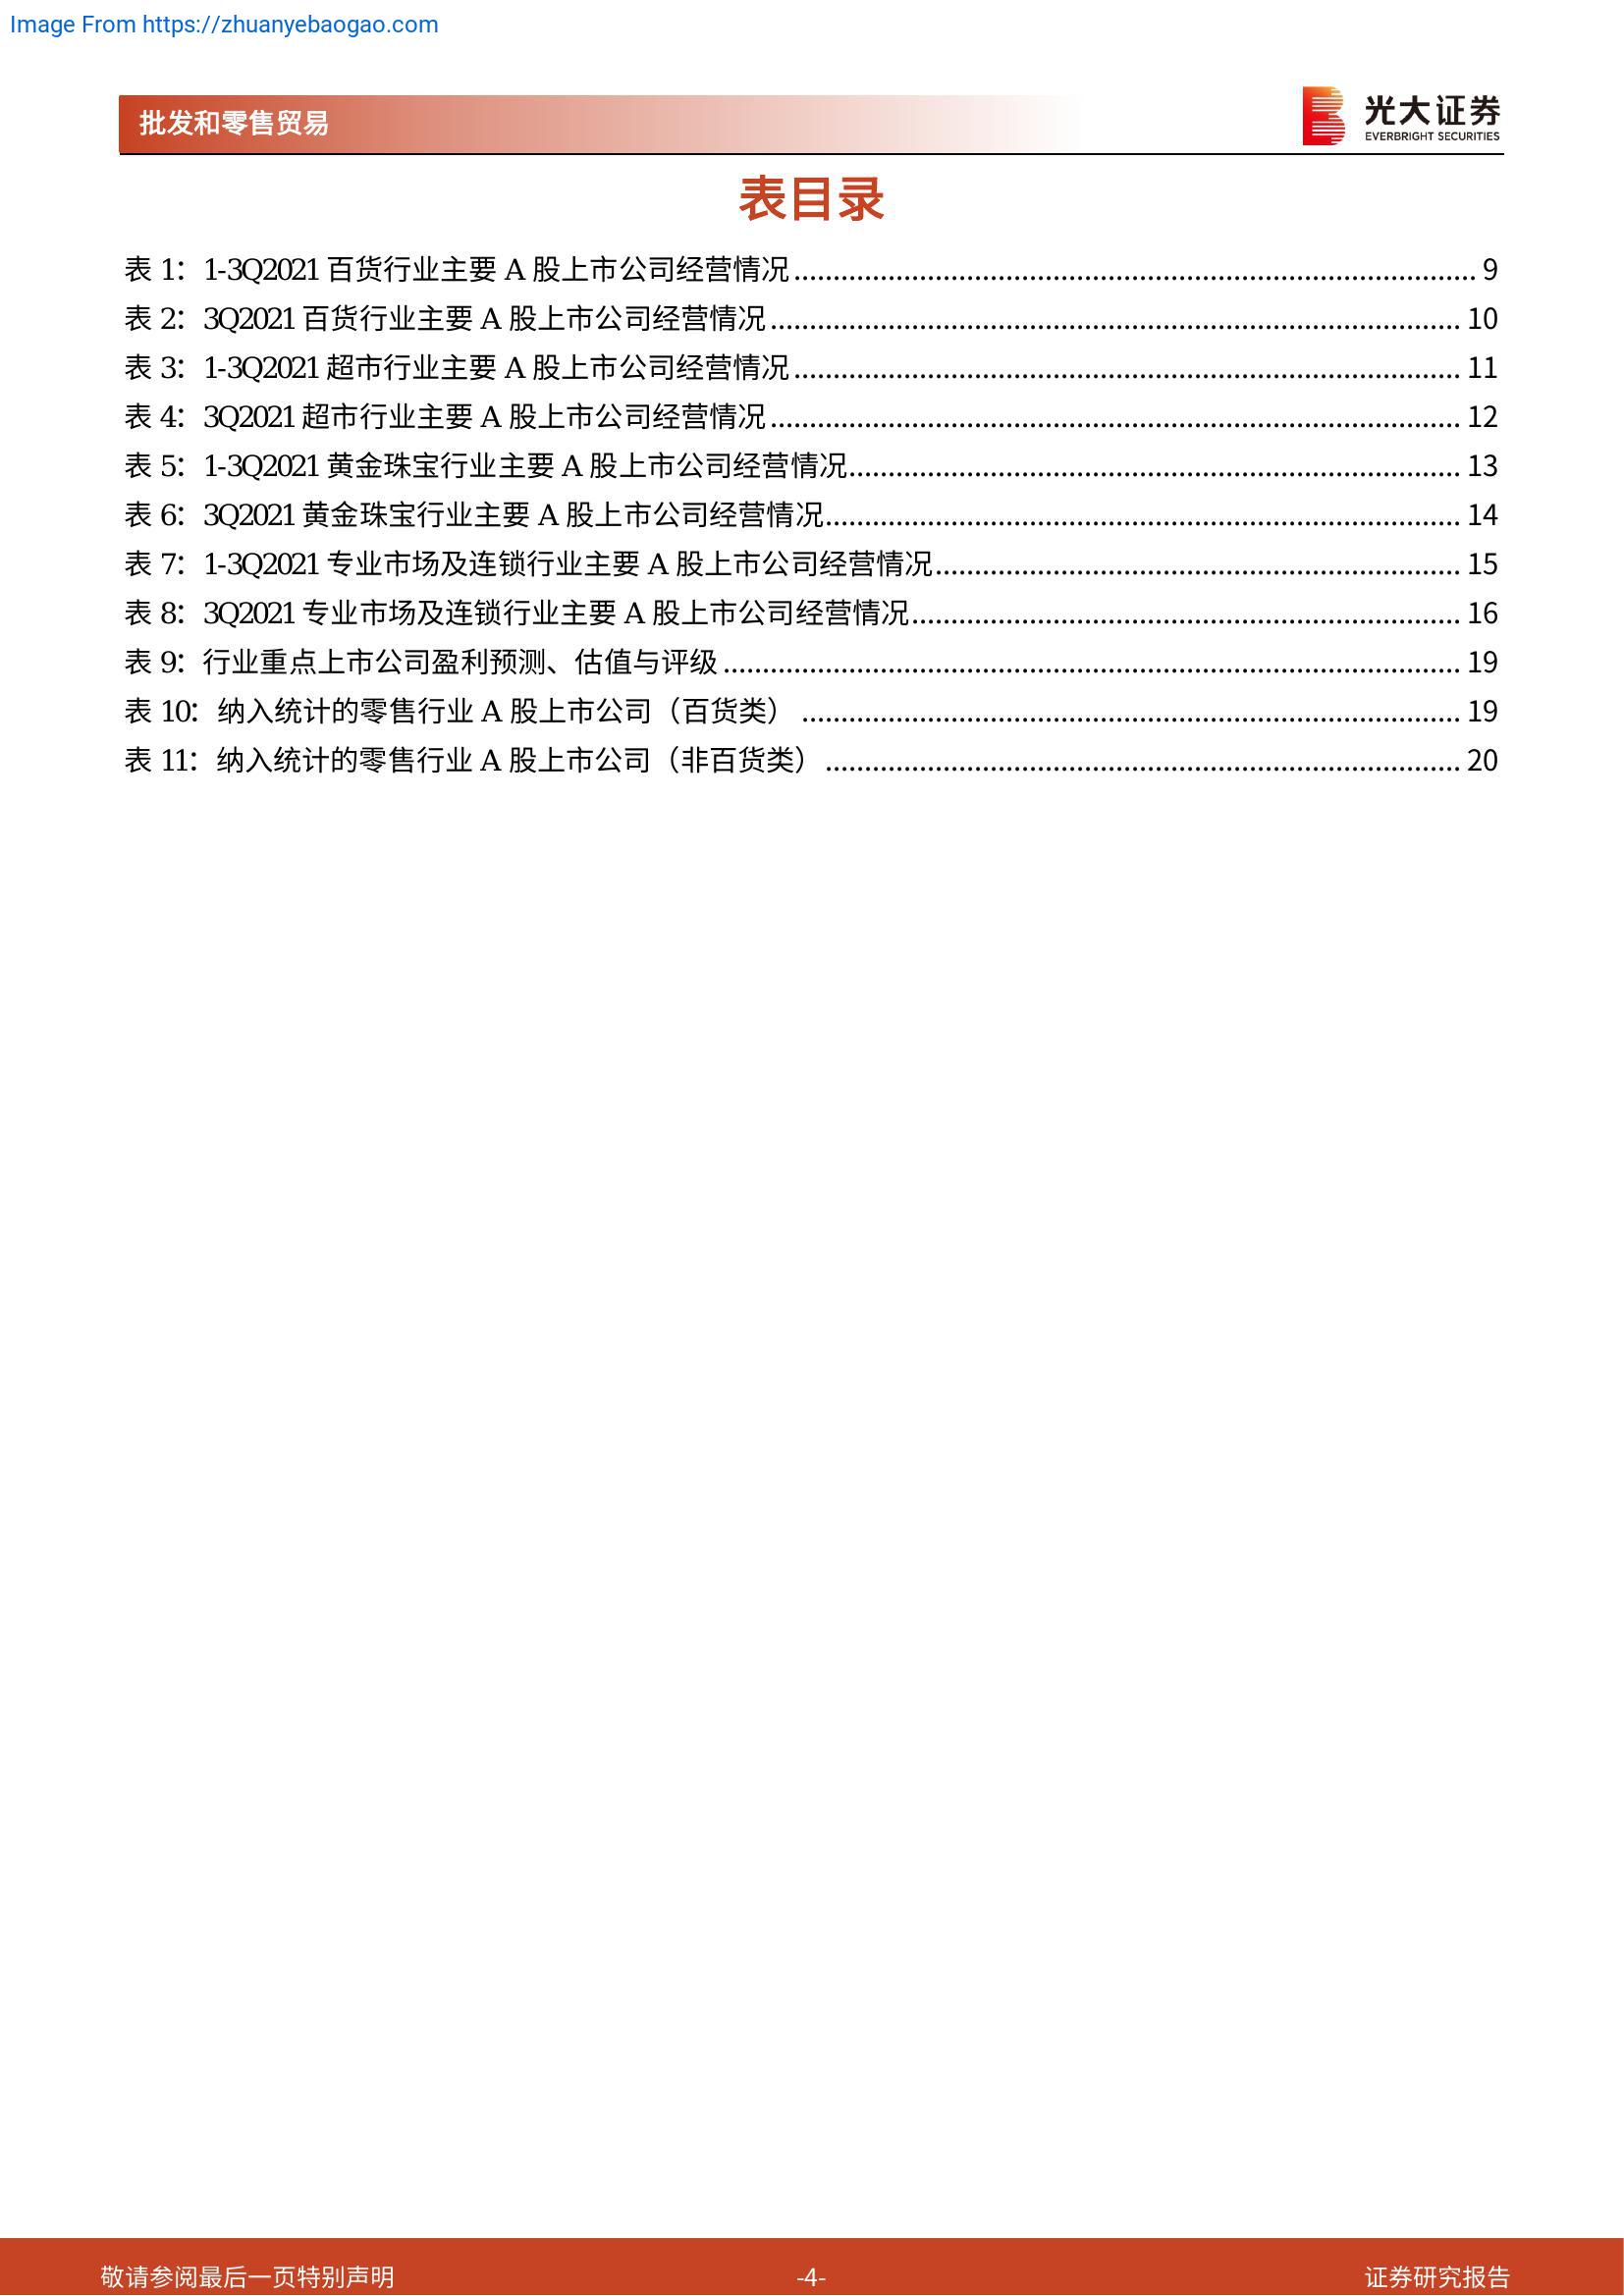 Image From https://zhuanyebaogao.com
批发和零售贸易
光大证券
EVERBRIGHT SECURITIES
表目录
表 1：1-3Q2021 百货行业主要 A 股上市公司经营情况 9
表 2：3Q2021 百货行业主要 A 股上市公司经营情况 10
表 3：1-3Q2021 超市行业主要 A 股上市公司经营情况 11
表 4：3Q2021 超市行业主要 A 股上市公司经营情况 12
表 5：1-3Q2021 黄金珠宝行业主要 A 股上市公司经营情况 13
表 6：3Q2021 黄金珠宝行业主要 A 股上市公司经营情况 14
表 7：1-3Q2021 专业市场及连锁行业主要 A 股上市公司经营情况 15
表 8：3Q2021 专业市场及连锁行业主要 A 股上市公司经营情况 16
表 9：行业重点上市公司盈利预测、估值与评级 19
表 10：纳入统计的零售行业 A 股上市公司（百货类） 19
表 11：纳入统计的零售行业 A 股上市公司（非百货类） 20
敬请参阅最后一页特别声明
-4-
证券研究报告